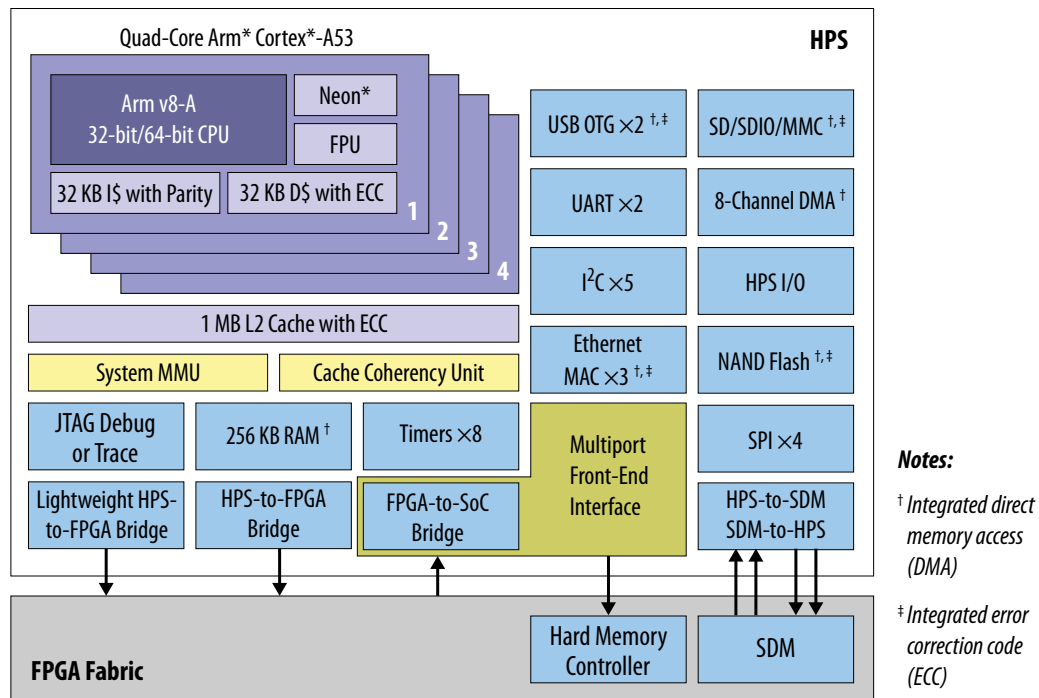 Quad-Core Arm* Cortex*-A53
HPS
Arm v8-A
32-bit/64-bit CPU
Neon*
FPU
32 KB I$ with Parity
32 KB D$ with ECC
1
2
3
4
1 MB L2 Cache with ECC
System MMU
Cache Coherency Unit
JTAG Debug
or Trace
256 KB RAM †
Timers ×8
Lightweight HPS-
to-FPGA Bridge
HPS-to-FPGA
Bridge
FPGA-to-SoC
Bridge
USB OTG ×2 †, ‡
SD/SDIO/MMC †, ‡
UART ×2
8-Channel DMA †
I²C ×5
HPS I/O
Ethernet
MAC ×3 †, ‡
NAND Flash †, ‡
Multiport
Front-End
Interface
SPI ×4
HPS-to-SDM
SDM-to-HPS
FPGA Fabric
Hard Memory
Controller
SDM
Notes:
† Integrated direct
memory access
(DMA)
‡ Integrated error
correction code
(ECC)